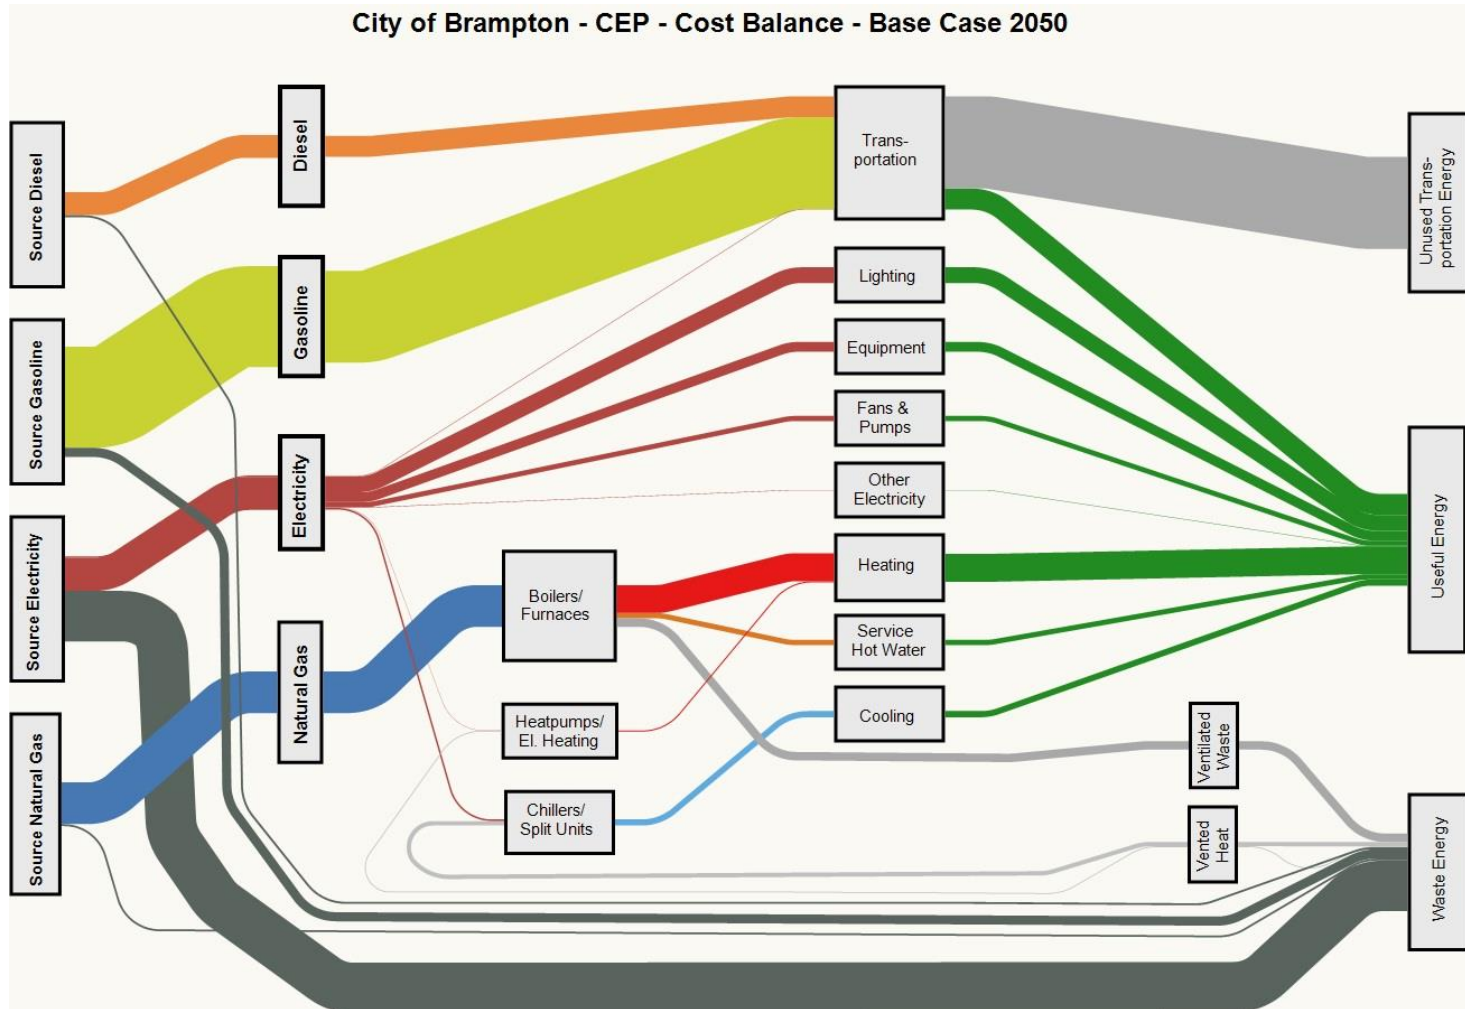 City of Brampton - CEP - Cost Balance - Base Case 2050
Source Diesel
Source Gasoline
Source Electricity
Source Natural Gas
Diesel
Gasoline
Electricity
Natural Gas
Boilers/
Furnaces
Heatpumps/
El. Heating
Chillers/
Split Units
Trans-
portation
Lighting
Equipment
Fans &
Pumps
Other
Electricity
Heating
Service
Hot Water
Cooling
Ventilated
Waste
Vented
Heat
Unused Trans-
portation Energy
Useful Energy
Waste Energy